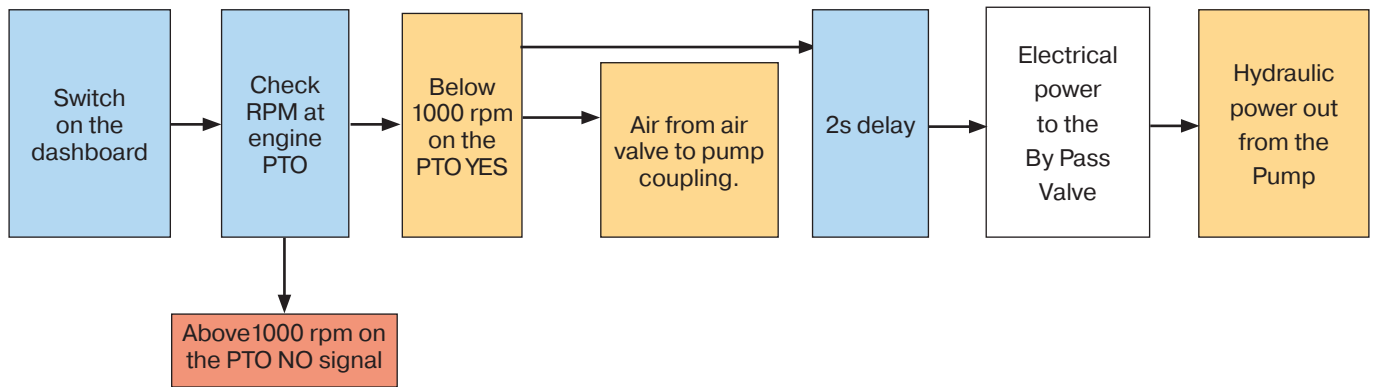 Switch
on the
dashboard
Check
RPM at
engine
PTO
Below
1000 rpm
on the
PTO YES
Air from air
valve to pump
coupling.
2s delay
Electrical
power
to the
By Pass
Valve
Hydraulic
power out
from the
Pump
Above1000 rpm on
the PTO NO signal